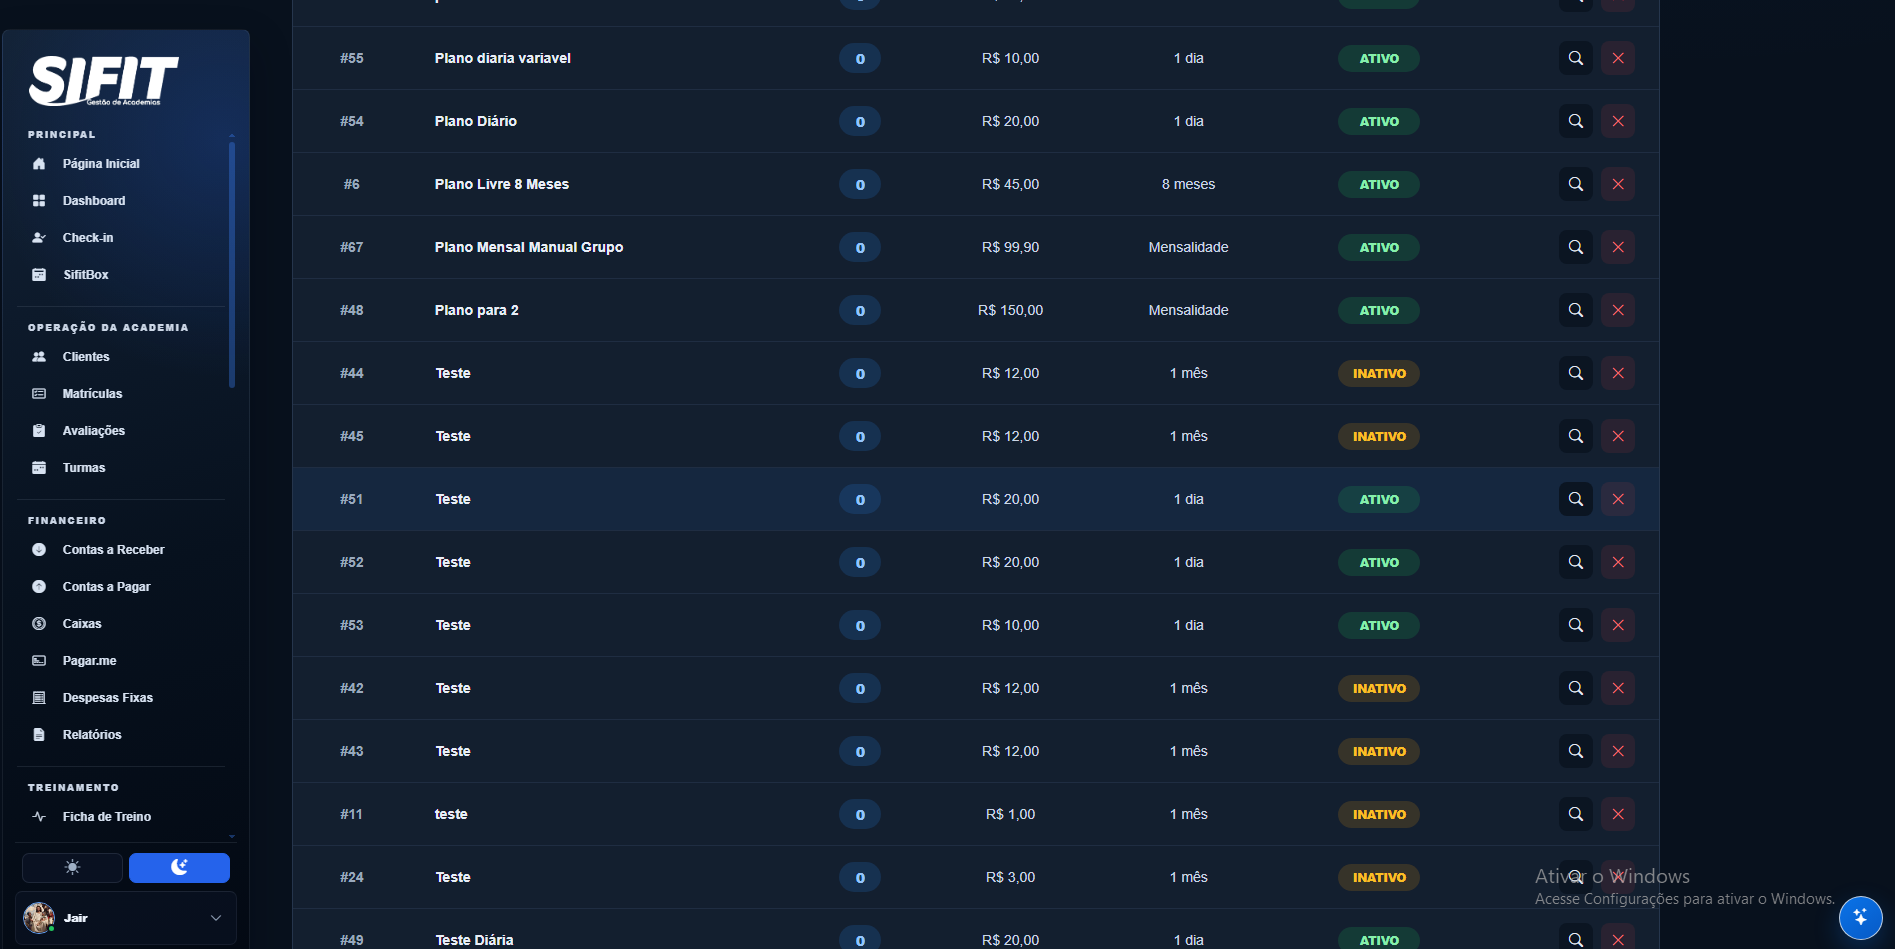 SIFIT
Gestão de Academias
PRINCIPAL
Página Inicial
Dashboard
Check-in
SifitBox
OPERAÇÃO DA ACADEMIA
Clientes
Matrículas
Avaliações
Turmas
FINANCEIRO
Contas a Receber
Contas a Pagar
Caixas
Pagar.me
Despesas Fixas
Relatórios
TREINAMENTO
Ficha de Treino
Jair
#55 Plano diaria variavel 0 R$ 10,00 1 dia ATIVO
#54 Plano Diário 0 R$ 20,00 1 dia ATIVO
#6 Plano Livre 8 Meses 0 R$ 45,00 8 meses ATIVO
#67 Plano Mensal Manual Grupo 0 R$ 99,90 Mensalidade ATIVO
#48 Plano para 2 0 R$ 150,00 Mensalidade ATIVO
#44 Teste 0 R$ 12,00 1 mês INATIVO
#45 Teste 0 R$ 12,00 1 mês INATIVO
#51 Teste 0 R$ 20,00 1 dia ATIVO
#52 Teste 0 R$ 20,00 1 dia ATIVO
#53 Teste 0 R$ 10,00 1 dia ATIVO
#42 Teste 0 R$ 12,00 1 mês INATIVO
#43 Teste 0 R$ 12,00 1 mês INATIVO
#11 teste 0 R$ 1,00 1 mês INATIVO
#24 Teste 0 R$ 3,00 1 mês INATIVO
#49 Teste Diária 0 R$ 20,00 1 dia ATIVO
Ativar o Windows
Acesse Configurações para ativar o Windows.